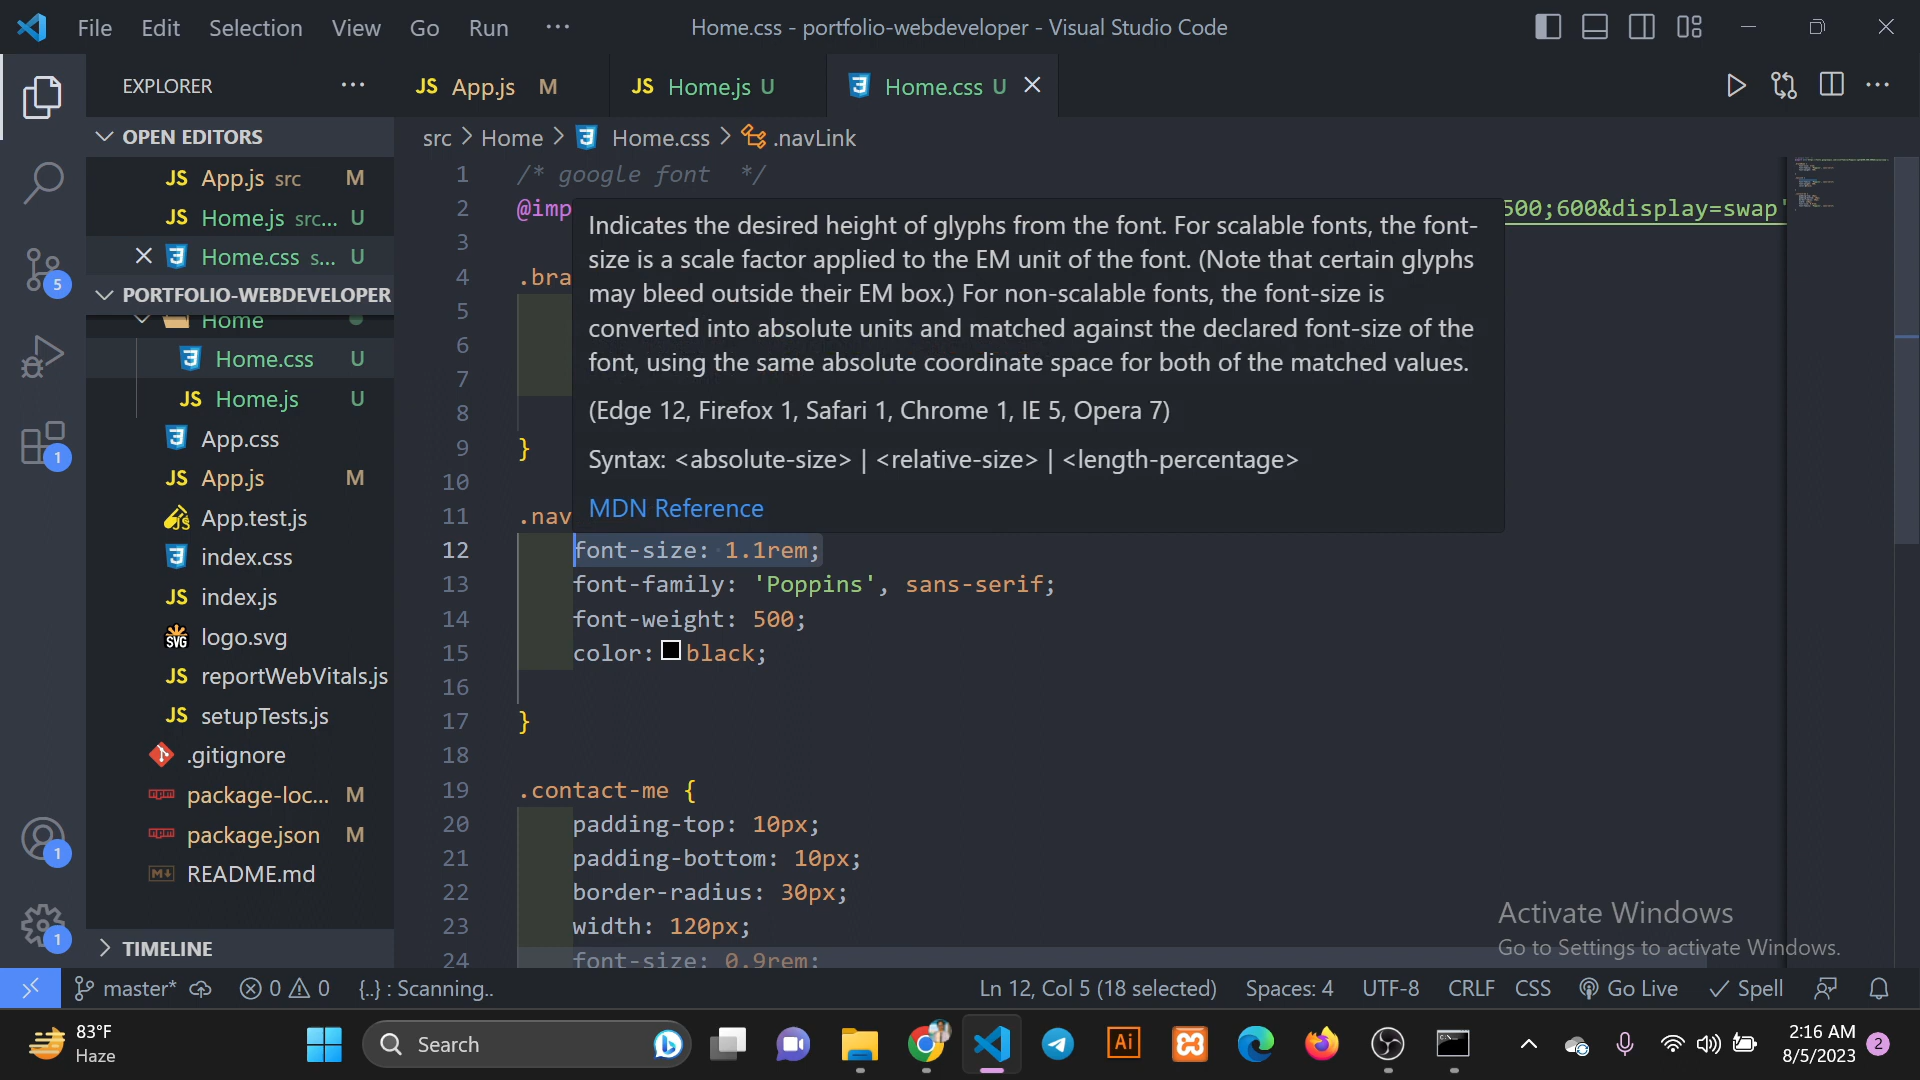 File Edit Selection View Go Run ··· Home.css - portfolio-webdeveloper - Visual Studio Code
EXPLORER ··· JS App.js M JS Home.js U Home.css U
OPEN EDITORS
JS App.js src M
JS Home.js src... U
Home.css s... U
PORTFOLIO-WEBDEVELOPER
Home
Home.css U
JS Home.js U
App.css
JS App.js M
App.test.js
index.css
JS index.js
SVG logo.svg
JS reportWebVitals.js
JS setupTests.js
.gitignore
package-loc... M
package.json M
README.md
TIMELINE
5
1
1
1
src > Home > Home.css > .navLink
1 /* google font */
2 @imp 500;600&display=swap'
3
4 .bra
5
6
7
8
9 }
10
11 .nav
Indicates the desired height of glyphs from the font. For scalable fonts, the font-
size is a scale factor applied to the EM unit of the font. (Note that certain glyphs
may bleed outside their EM box.) For non-scalable fonts, the font-size is
converted into absolute units and matched against the declared font-size of the
font, using the same absolute coordinate space for both of the matched values.
(Edge 12, Firefox 1, Safari 1, Chrome 1, IE 5, Opera 7)
Syntax: <absolute-size> | <relative-size> | <length-percentage>
MDN Reference
12 font-size: 1.1rem;
13 font-family: 'Poppins', sans-serif;
14 font-weight: 500;
15 color: black;
16
17 }
18
19 .contact-me {
20 padding-top: 10px;
21 padding-bottom: 10px;
22 border-radius: 30px;
23 width: 120px;
24 font-size: 0.9rem;
Activate Windows
Go to Settings to activate Windows.
master* 0 0 {..} : Scanning.. Ln 12, Col 5 (18 selected) Spaces: 4 UTF-8 CRLF CSS Go Live Spell
83°F
Haze
Search
Ai
2:16 AM
8/5/2023
2